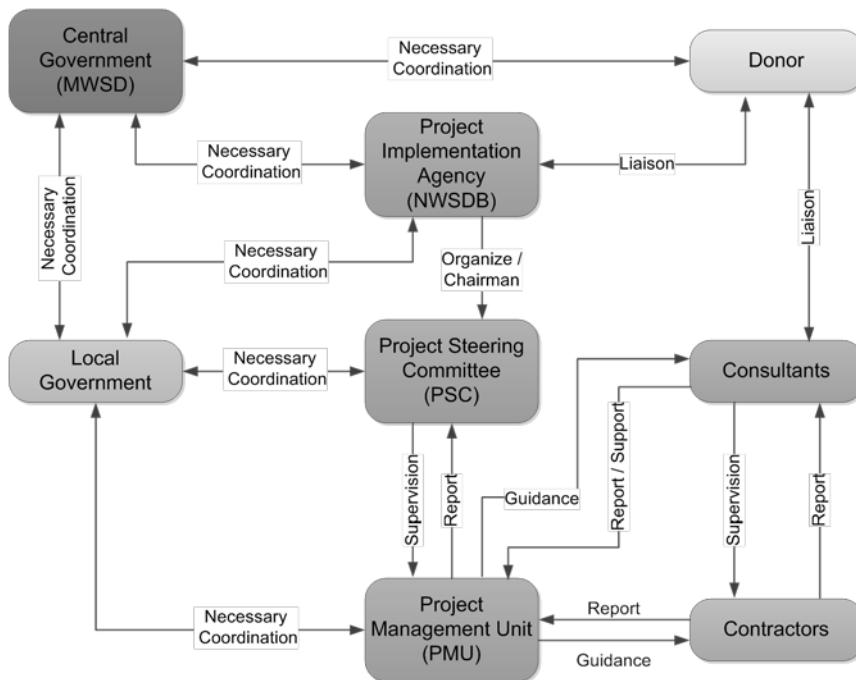 Central
Government
(MWSD)
Necessary
Coordination
Donor
Necessary
Coordination
Project
Implementation
Agency
(NWSDB)
Liaison
Necessary
Coordination
Necessary
Coordination
Organize /
Chairman
Liaison
Local
Government
Necessary
Coordination
Project Steering
Committee
(PSC)
Consultants
Supervision
Report
Guidance
Report / Support
Supervision
Report
Necessary
Coordination
Project
Management Unit
(PMU)
Report
Guidance
Contractors